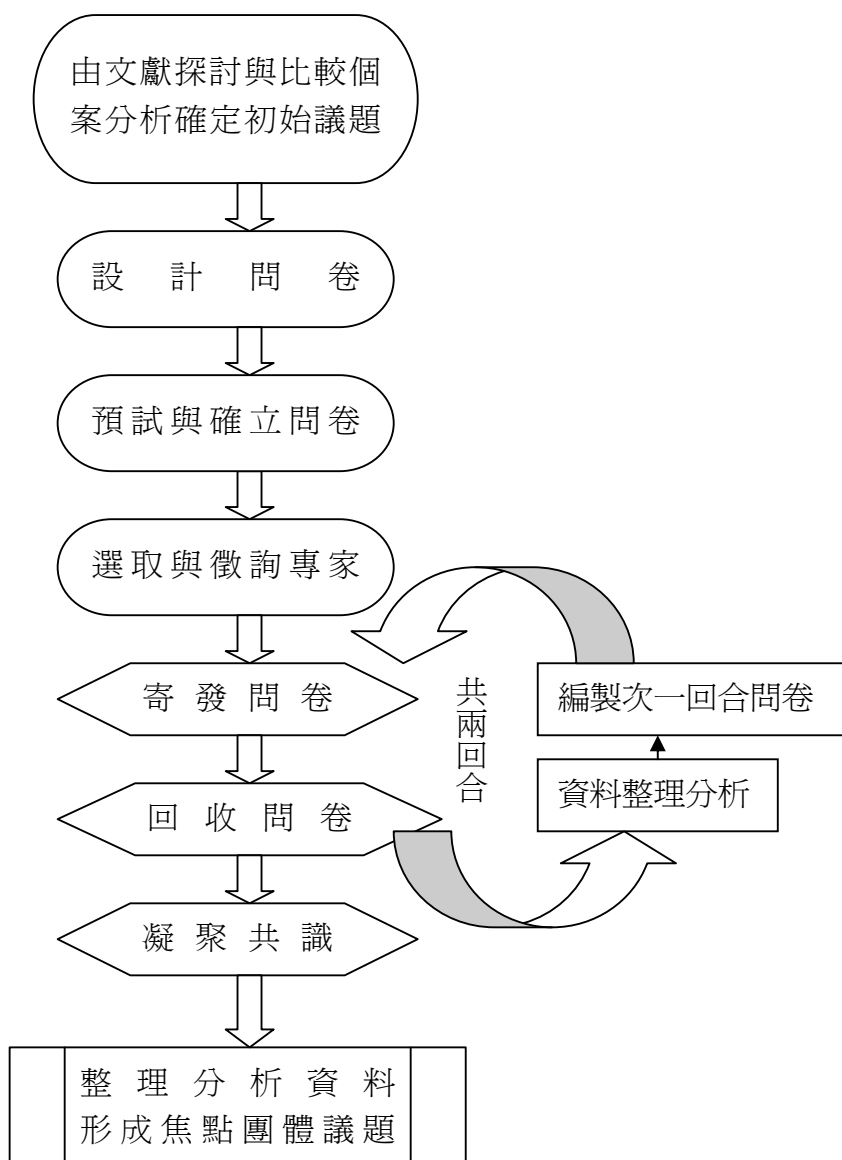 由文獻探討與比較個
案分析確定初始議題
設計問卷
預試與確立問卷
選取與徵詢專家
寄發問卷
共兩回合
編製次一回合問卷
資料整理分析
回收問卷
凝聚共識
整理分析資料
形成焦點團體議題